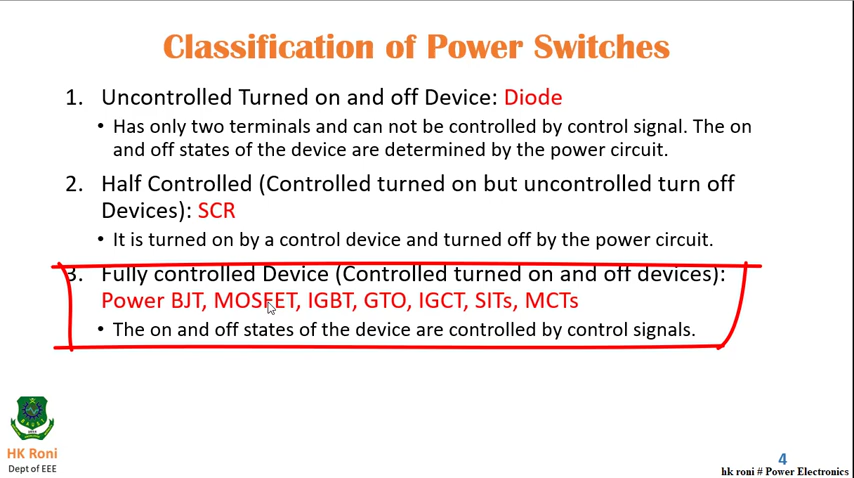 Classification of Power Switches
1. Uncontrolled Turned on and off Device: Diode
• Has only two terminals and can not be controlled by control signal. The on
and off states of the device are determined by the power circuit.
2. Half Controlled (Controlled turned on but uncontrolled turn off
Devices): SCR
• It is turned on by a control device and turned off by the power circuit.
3. Fully controlled Device (Controlled turned on and off devices):
Power BJT, MOSFET, IGBT, GTO, IGCT, SITs, MCTs
• The on and off states of the device are controlled by control signals.
HK Roni
Dept of EEE
4
hk roni # Power Electronics